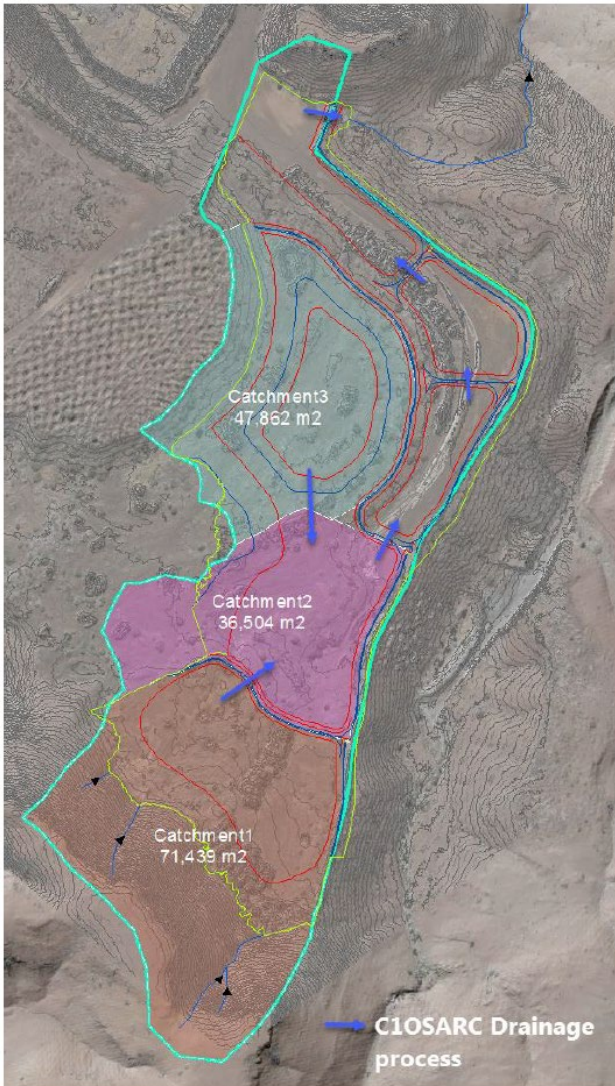 Catchment3
47,862 m2
Catchment2
36,504 m2
Catchment1
71,439 m2
C1OSARC Drainage
process